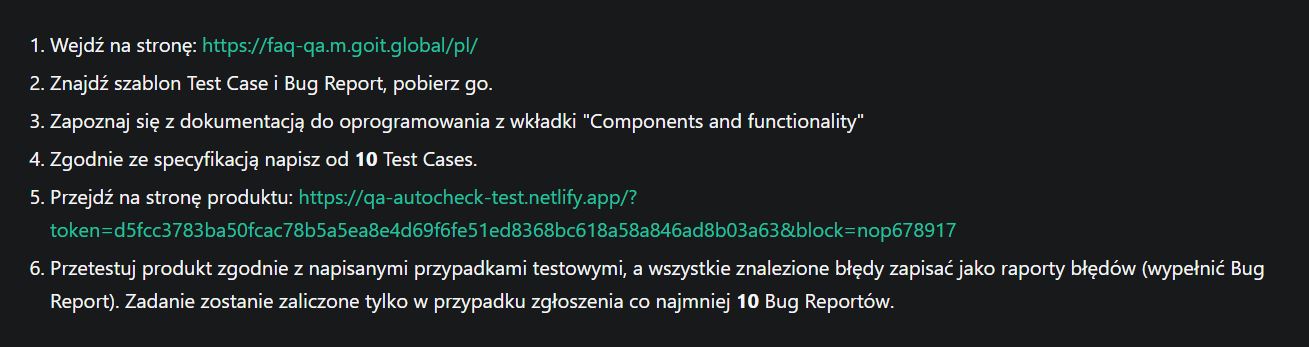 1. Wejdź na stronę: https://faq-qa.m.goit.global/pl/
2. Znajdź szablon Test Case i Bug Report, pobierz go.
3. Zapoznaj się z dokumentacją do oprogramowania z wkładki "Components and functionality"
4. Zgodnie ze specyfikacją napisz od 10 Test Cases.
5. Przejdź na stronę produktu: https://qa-autocheck-test.netlify.app/?
token=d5fcc3783ba50fcac78b5a5ea8e4d69f6fe51ed8368bc618a58a846ad8b03a63&block=nop678917
6. Przetestuj produkt zgodnie z napisanymi przypadkami testowymi, a wszystkie znalezione błędy zapisać jako raporty błędów (wypełnić Bug
Report). Zadanie zostanie zaliczone tylko w przypadku zgłoszenia co najmniej 10 Bug Reportów.